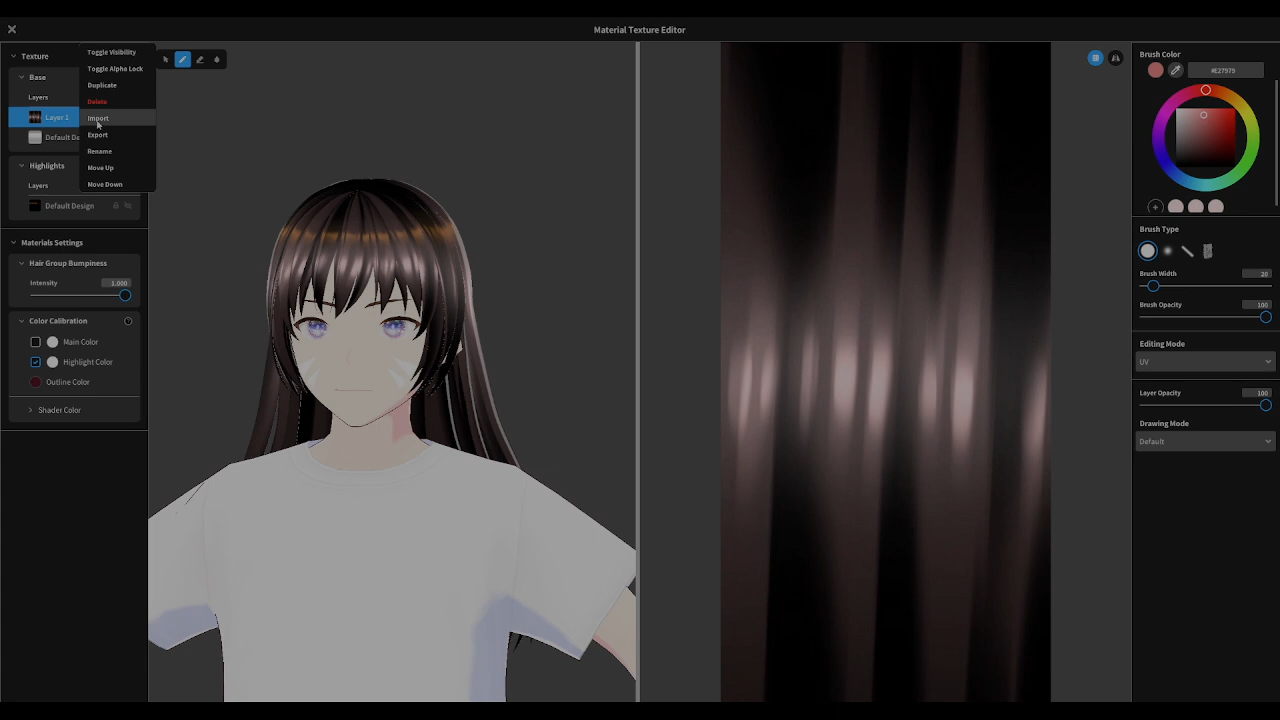 Material Texture Editor
Texture
Base
Layers
Layer 1
Default De
Highlights
Layers
Default Design
Materials Settings
Hair Group Bumpiness
Intensity
1.000
Color Calibration
Main Color
Highlight Color
Outline Color
Shader Color
Toggle Visibility
Toggle Alpha Lock
Duplicate
Delete
Import
Export
Rename
Move Up
Move Down
Brush Color
#E27979
Brush Type
Brush Width
20
Brush Opacity
100
Editing Mode
UV
Layer Opacity
100
Drawing Mode
Default